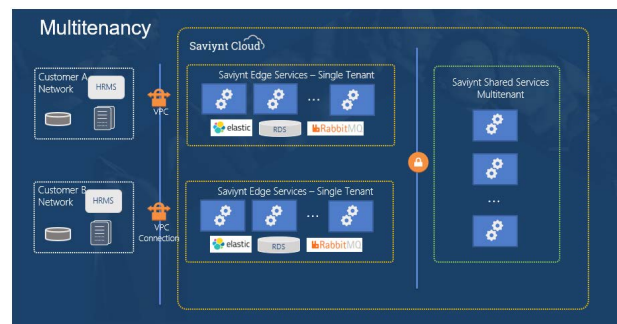 Multitenancy
Saviynt Cloud
Customer A
Network
HRMS
VPC
Saviynt Edge Services – Single Tenant
...
elastic
RDS
RabbitMQ
Saviynt Shared Services
Multitenant
...
Customer B
Network
HRMS
VPC
Connection
Saviynt Edge Services – Single Tenant
...
elastic
RDS
RabbitMQ